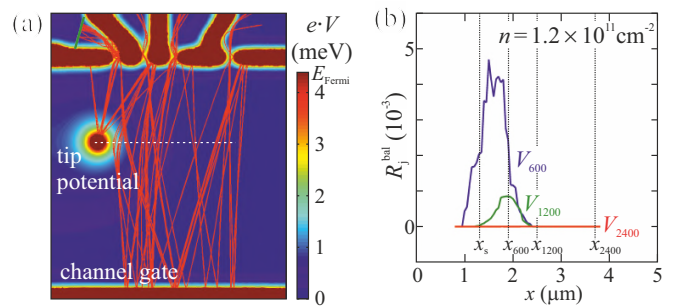 (a)
e·V
(meV)
E_Fermi
4
3
2
1
0
tip
potential
channel gate
(b)
n = 1.2 × 10^11 cm^-2
R_j^bal (10^-3)
5
0
V_600
V_1200
V_2400
x_s x_600 x_1200 x_2400
0 1 2 3 4 5
x (μm)